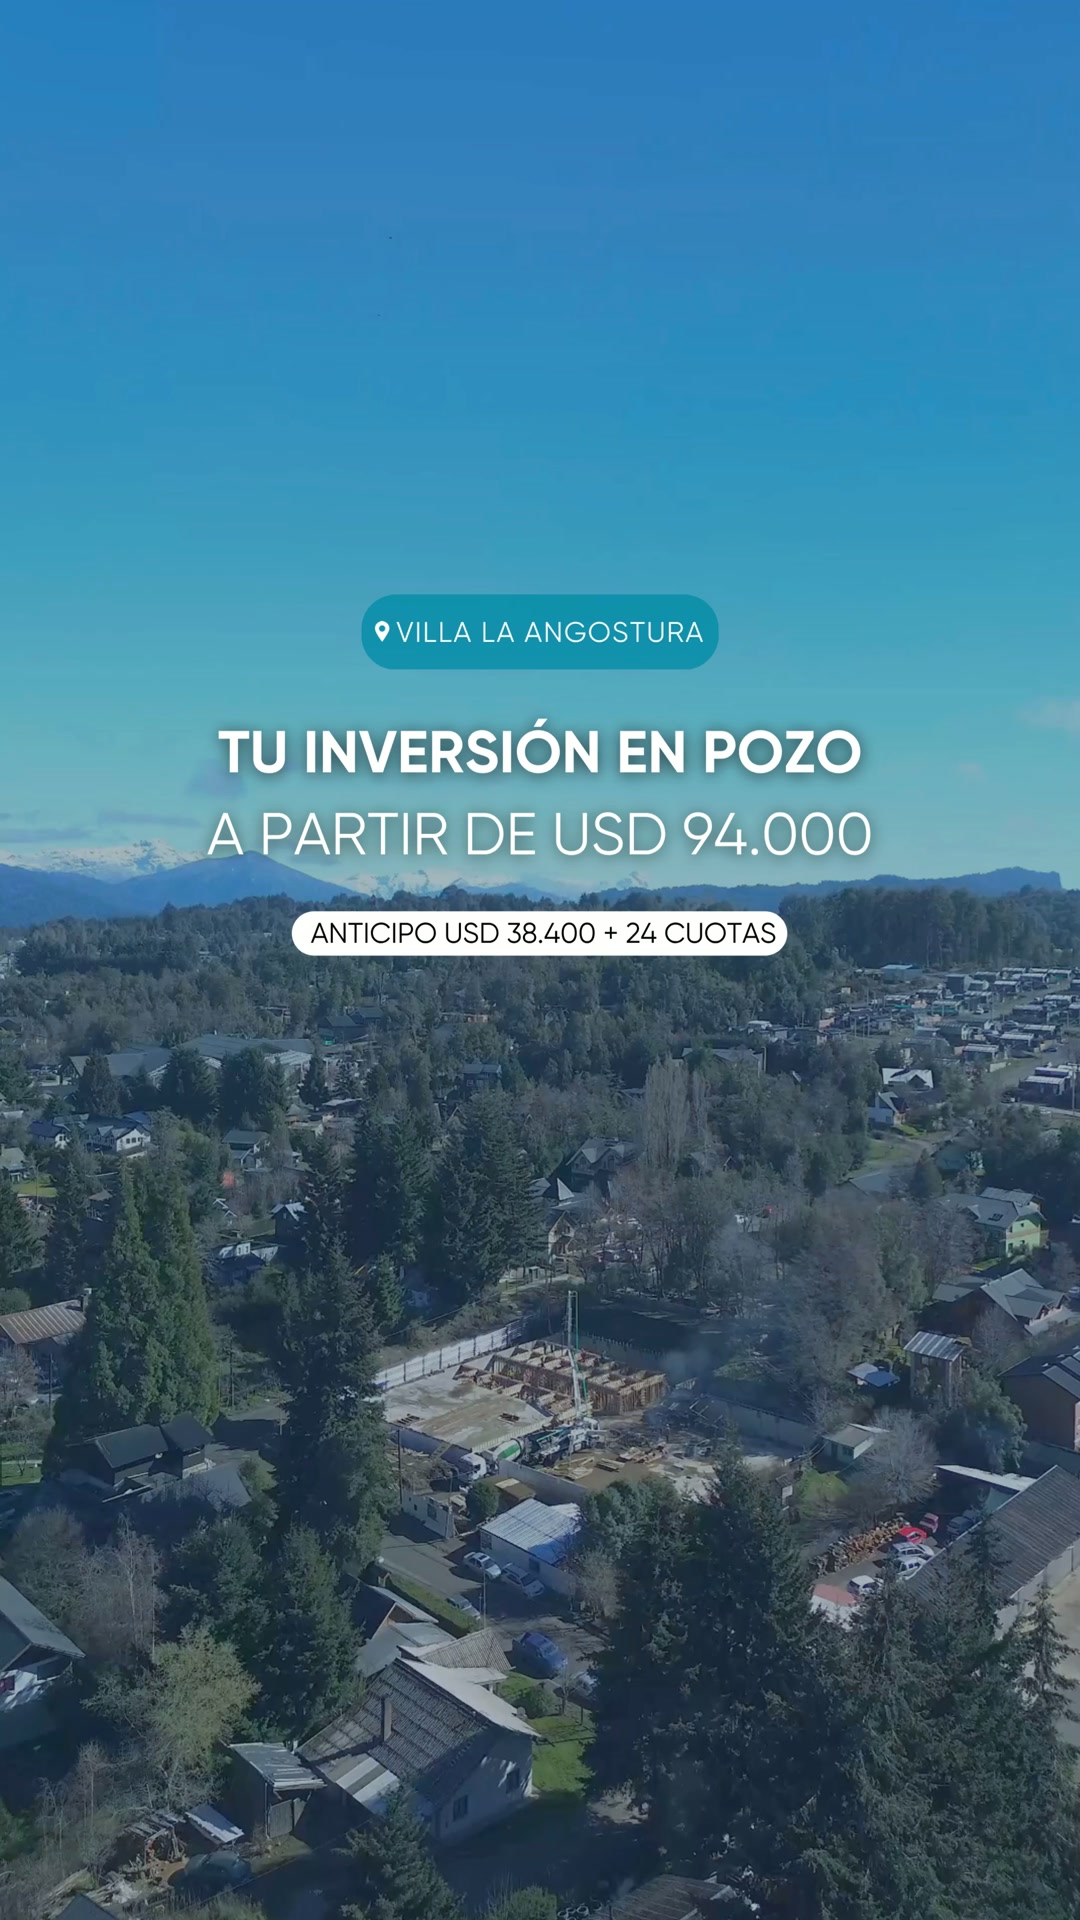 VILLA LA ANGOSTURA
TU INVERSIÓN EN POZO
A PARTIR DE USD 94.000
ANTICIPO USD 38.400 + 24 CUOTAS